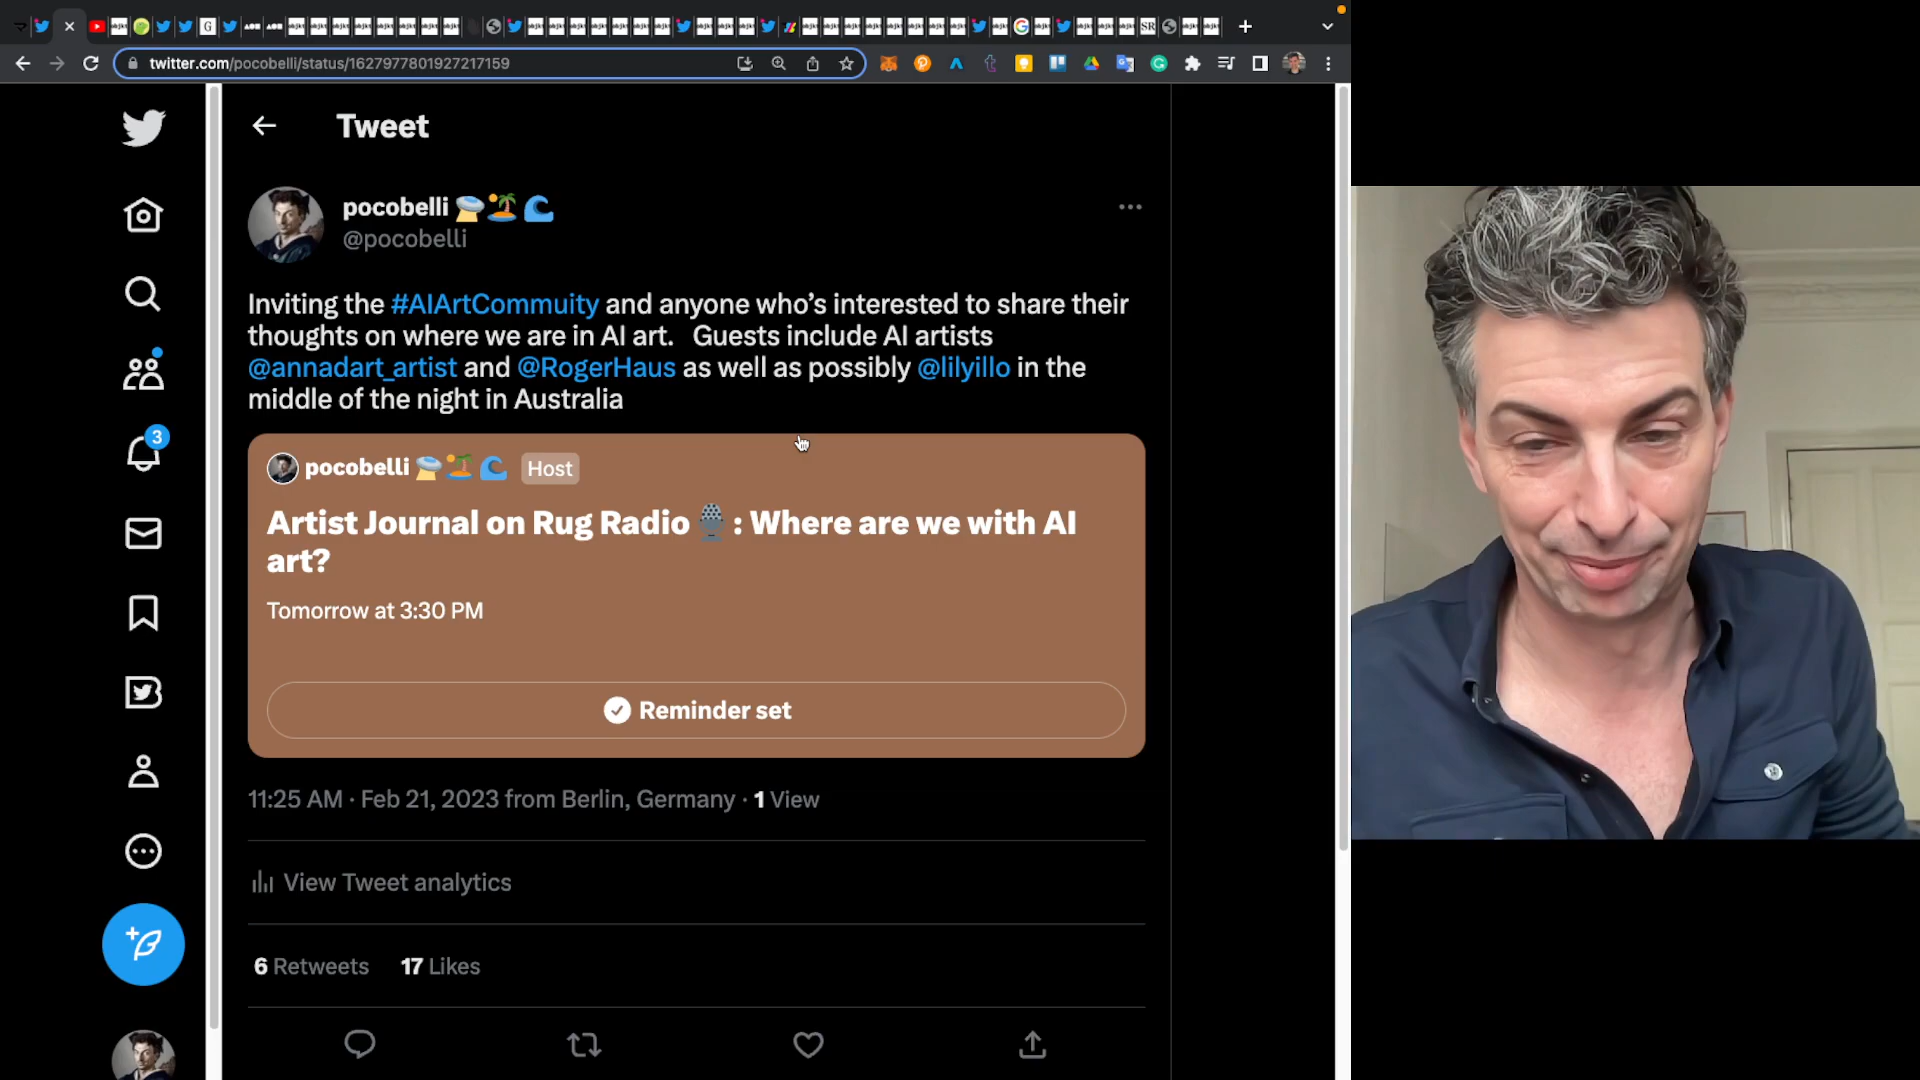 twitter.com/pocobelli/status/1627977801927217159
Tweet
pocobelli
@pocobelli
Inviting the #AIArtCommuity and anyone who's interested to share their
thoughts on where we are in AI art. Guests include AI artists
@annadart_artist and @RogerHaus as well as possibly @lilyillo in the
middle of the night in Australia
pocobelli Host
Artist Journal on Rug Radio : Where are we with AI
art?
Tomorrow at 3:30 PM
Reminder set
11:25 AM · Feb 21, 2023 from Berlin, Germany · 1 View
View Tweet analytics
6 Retweets 17 Likes
3